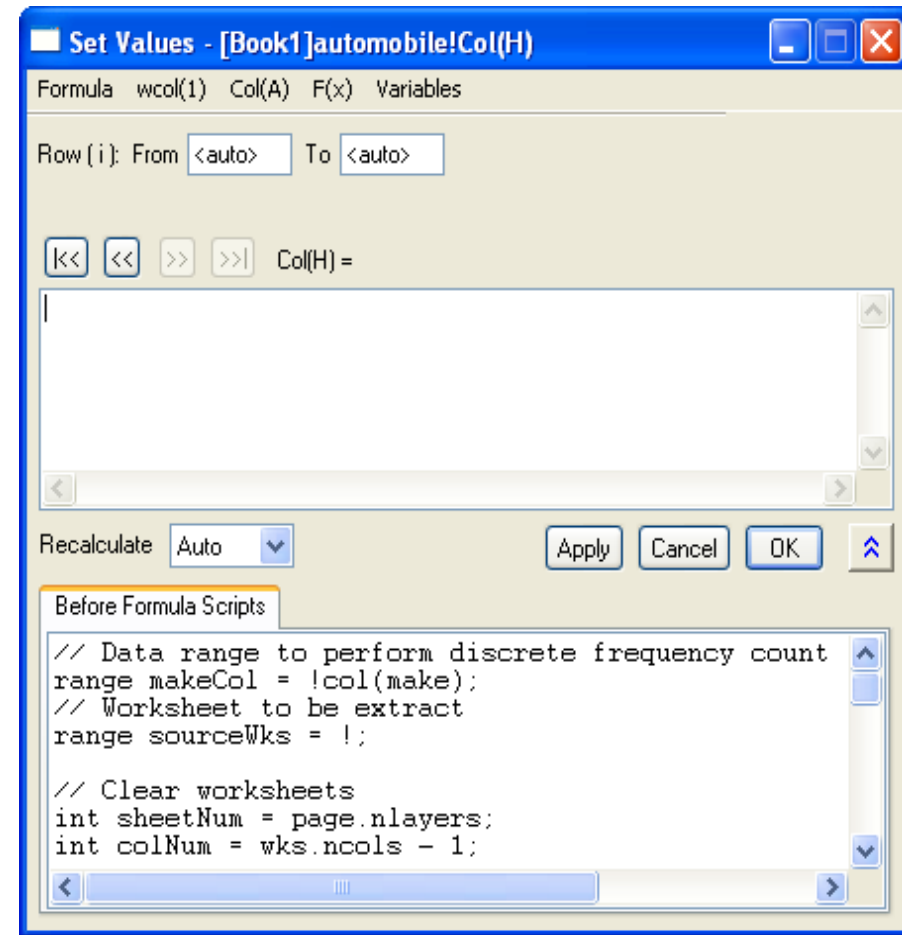 Set Values - [Book1]automobile!Col(H)
Formula wcol(1) Col(A) F(x) Variables
Row (i): From <auto> To <auto>
|<< << >> >>| Col(H) =
Recalculate Auto Apply Cancel OK
Before Formula Scripts
// Data range to perform discrete frequency count
range makeCol = !col(make);
// Worksheet to be extract
range sourceWks = !;
// Clear worksheets
int sheetNum = page.nlayers;
int colNum = wks.ncols - 1;